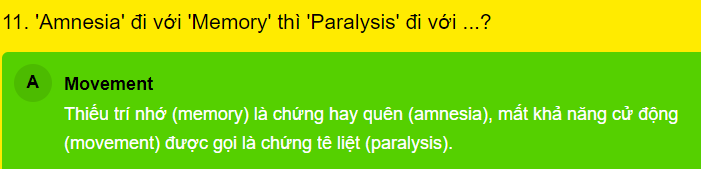 11. 'Amnesia' đi với 'Memory' thì 'Paralysis' đi với ...?
A
Movement
Thiếu trí nhớ (memory) là chứng hay quên (amnesia), mất khả năng cử động
(movement) được gọi là chứng tê liệt (paralysis).